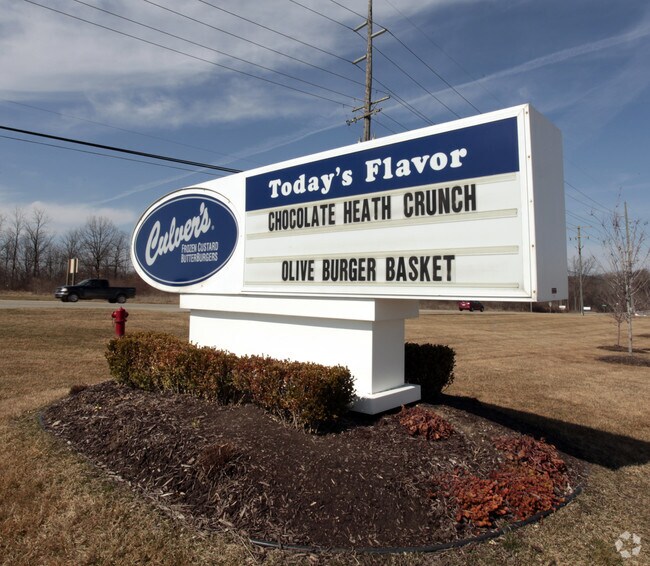 Culver's
FROZEN CUSTARD
BUTTERBURGERS
Today's Flavor
CHOCOLATE HEATH CRUNCH
OLIVE BURGER BASKET